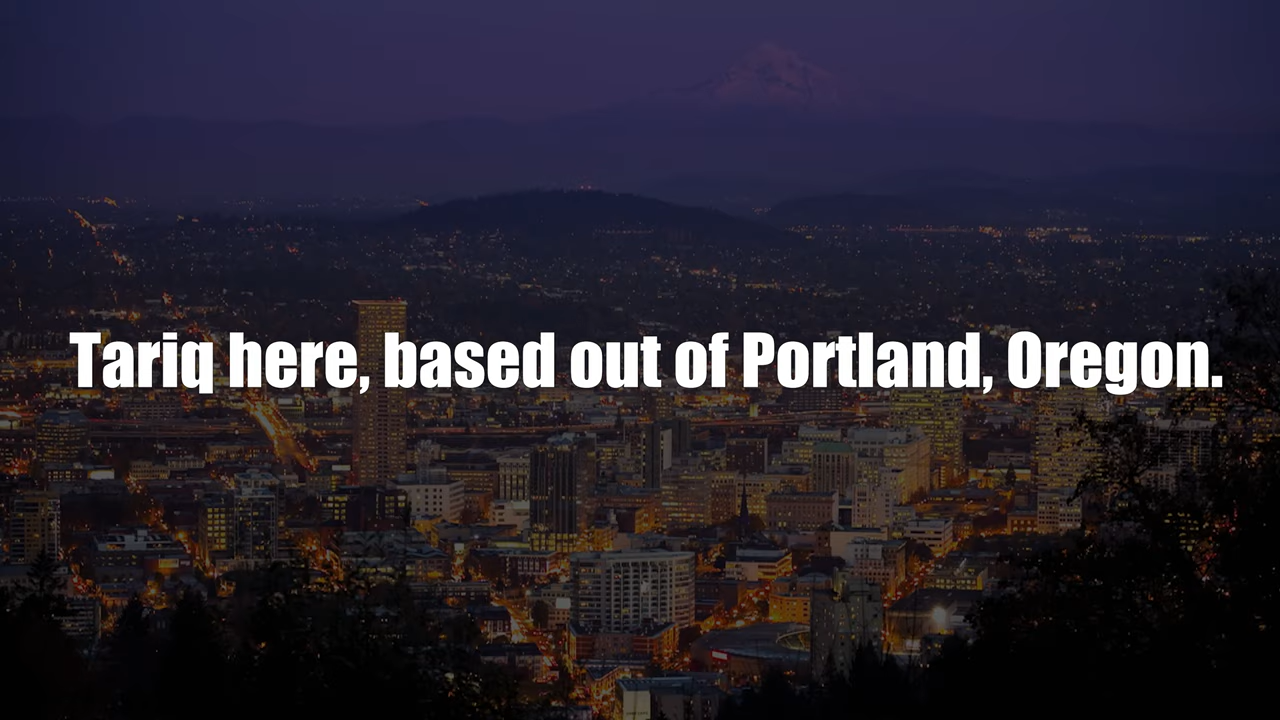 Tariq here, based out of Portland, Oregon.